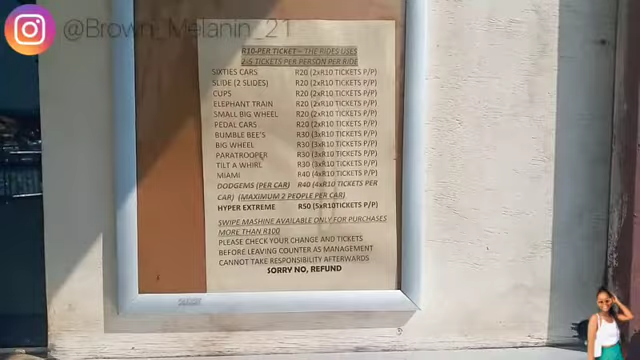 @Brown_Melanin_21
R10-PER TICKET – THE RIDES USES
2-5 TICKETS PER PERSON PER RIDE
SIXTIES CARS R20 (2xR10 TICKETS P/P)
SLIDE (2 SLIDES) R20 (2xR10 TICKETS P/P)
CUPS R20 (2xR10 TICKETS P/P)
ELEPHANT TRAIN R20 (2xR10 TICKETS P/P)
SMALL BIG WHEEL R20 (2xR10 TICKETS P/P)
PEDAL CARS R20 (2xR10 TICKETS P/P)
BUMBLE BEE'S R30 (3xR10 TICKETS P/P)
BIG WHEEL R30 (3xR10 TICKETS P/P)
PARATROOPER R30 (3xR10 TICKETS P/P)
TILT A WHIRL R30 (3xR10 TICKETS P/P)
MIAMI R40 (4xR10 TICKETS P/P)
DODGEMS (PER CAR) R40 (4xR10 TICKETS PER
CAR) (MAXIMUM 2 PEOPLE PER CAR)
HYPER EXTREME R50 (5xR10TICKETS P/P)
SWIPE MASHINE AVAILABLE ONLY FOR PURCHASES
MORE THAN R100
PLEASE CHECK YOUR CHANGE AND TICKETS
BEFORE LEAVING COUNTER AS MANAGEMENT
CANNOT TAKE RESPONSIBILITY AFTERWARDS
SORRY NO, REFUND